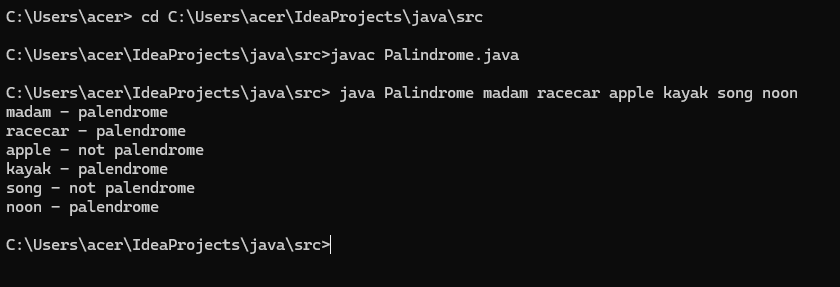 C:\Users\acer> cd C:\Users\acer\IdeaProjects\java\src
C:\Users\acer\IdeaProjects\java\src>javac Palindrome.java
C:\Users\acer\IdeaProjects\java\src> java Palindrome madam racecar apple kayak song noon
madam - palendrome
racecar - palendrome
apple - not palendrome
kayak - palendrome
song - not palendrome
noon - palendrome
C:\Users\acer\IdeaProjects\java\src>